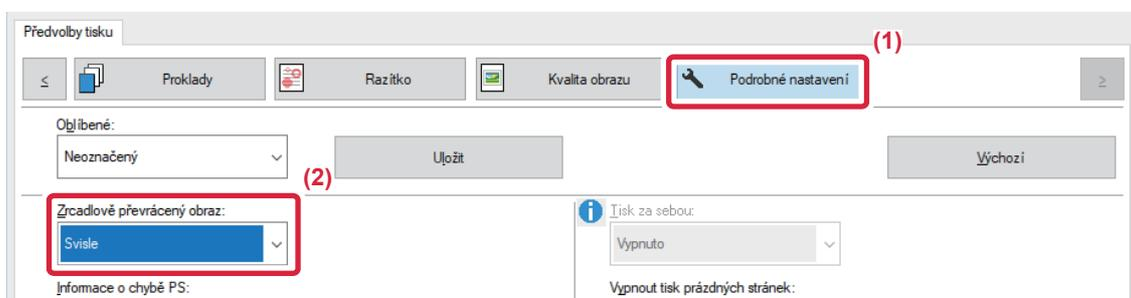 Předvolby tisku
(1)
<
Proklady
Razítko
Kvalita obrazu
Podrobné nastavení
>
Oblíbené:
Neoznačený
Uložit
Výchozí
(2)
Zrcadlově převrácený obraz:
Tisk za sebou:
Svisle
Vypnuto
Informace o chybě PS:
Vypnout tisk prázdných stránek: